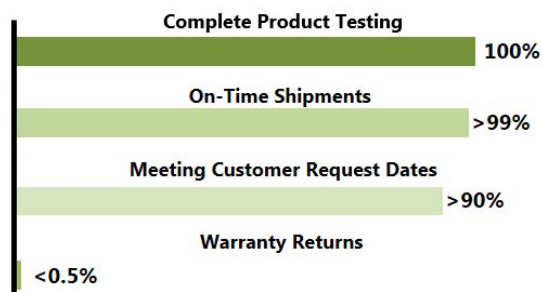 Complete Product Testing
100%
On-Time Shipments
>99%
Meeting Customer Request Dates
>90%
Warranty Returns
<0.5%